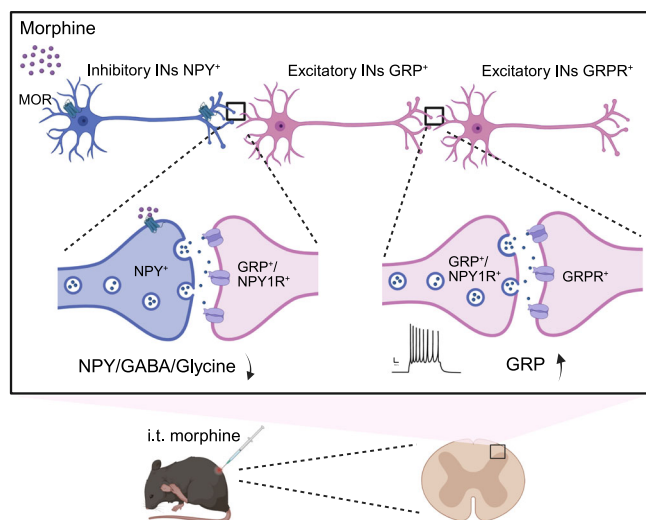 Morphine
MOR
Inhibitory INs NPY⁺
Excitatory INs GRP⁺
Excitatory INs GRPR⁺
NPY⁺
GRP⁺/
NPY1R⁺
GRP⁺/
NPY1R⁺
GRPR⁺
NPY/GABA/Glycine
GRP
i.t. morphine